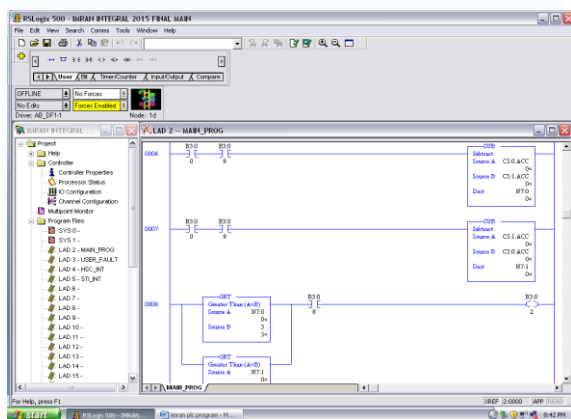 RSLogix 500 - IMRAN INTEGRAL 2015 FINAL MAIN
File Edit View Search Comms Tools Window Help
User Bit Timer/Counter Input/Output Compare
OFFLINE No Forces
No Edits Forces Enabled
Driver: AB_DF1-1 Node: 1d
IMRAN INTEGRAL ...
Project
Help
Controller
Controller Properties
Processor Status
IO Configuration
Channel Configuration
Multipoint Monitor
Program Files
SYS 0 -
SYS 1 -
LAD 2 - MAIN_PROG
LAD 3 - USER_FAULT
LAD 4 - HSC_INT
LAD 5 - STI_INT
LAD 6 -
LAD 7 -
LAD 8 -
LAD 9 -
LAD 10 -
LAD 11 -
LAD 12 -
LAD 13 -
LAD 14 -
LAD 15 -
LAD 2 -- MAIN_PROG
0006
B3:0 B3:0
0 8
SUB
Subtract
Source A C5:0.ACC
0<
Source B C5:1.ACC
0<
Dest N7:0
0<
0007
B3:0 B3:0
0 8
SUB
Subtract
Source A C5:1.ACC
0<
Source B C5:0.ACC
0<
Dest N7:1
0<
0008
GRT
Greater Than (A>B)
Source A N7:0
0<
Source B 5
5<
B3:0
8
B3:0
2
GRT
Greater Than (A>B)
Source A N7:1
0<
MAIN_PROG
For Help, press F1
XREF 2:0000 APP READ
start RSLogix 500 - IMRAN... imran plc program - M... 8:42 PM